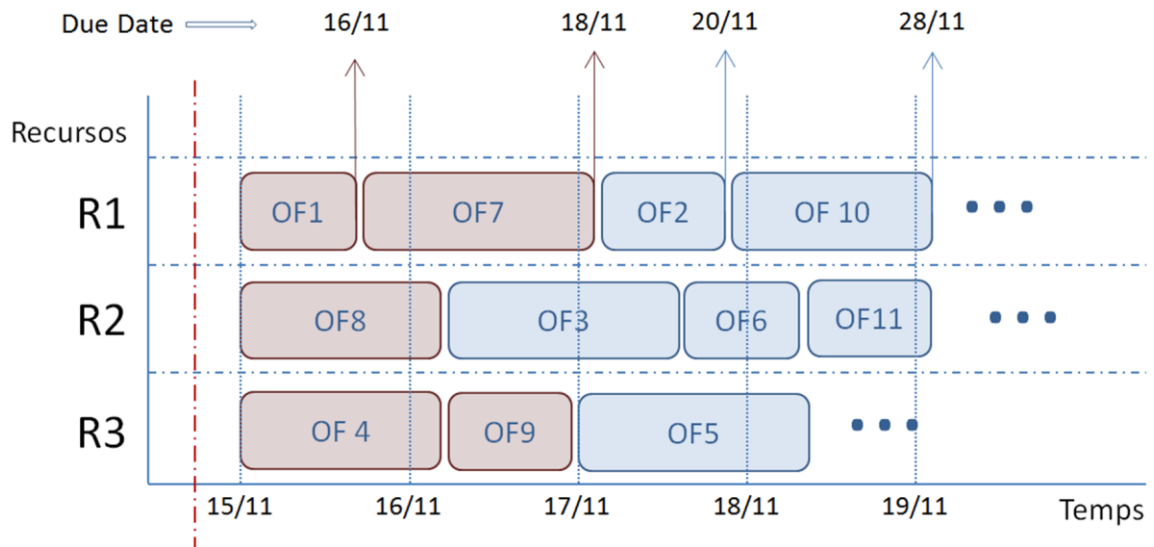 Due Date 16/11 18/11 20/11 28/11
Recursos
R1 OF1 OF7 OF2 OF 10
R2 OF8 OF3 OF6 OF11
R3 OF 4 OF9 OF5
15/11 16/11 17/11 18/11 19/11 Temps